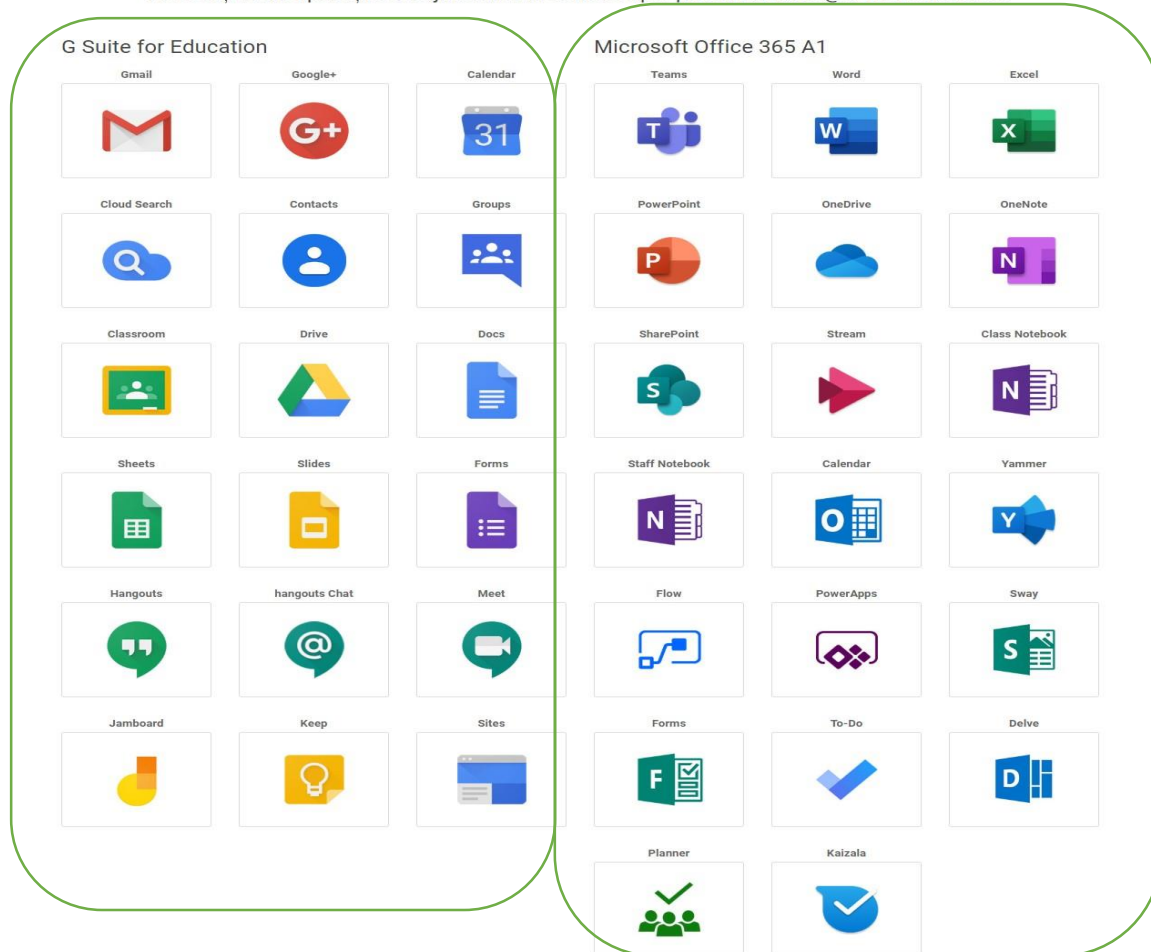 G Suite for Education
Microsoft Office 365 A1
Gmail Google+ Calendar Teams Word Excel
31 T W X
G+
Cloud Search Contacts Groups PowerPoint OneDrive OneNote
P N
Classroom Drive Docs SharePoint Stream Class Notebook
S N
Sheets Slides Forms Staff Notebook Calendar Yammer
N O Y
Hangouts hangouts Chat Meet Flow PowerApps Sway
@ S
Jamboard Keep Sites Forms To-Do Delve
F D
Planner Kaizala